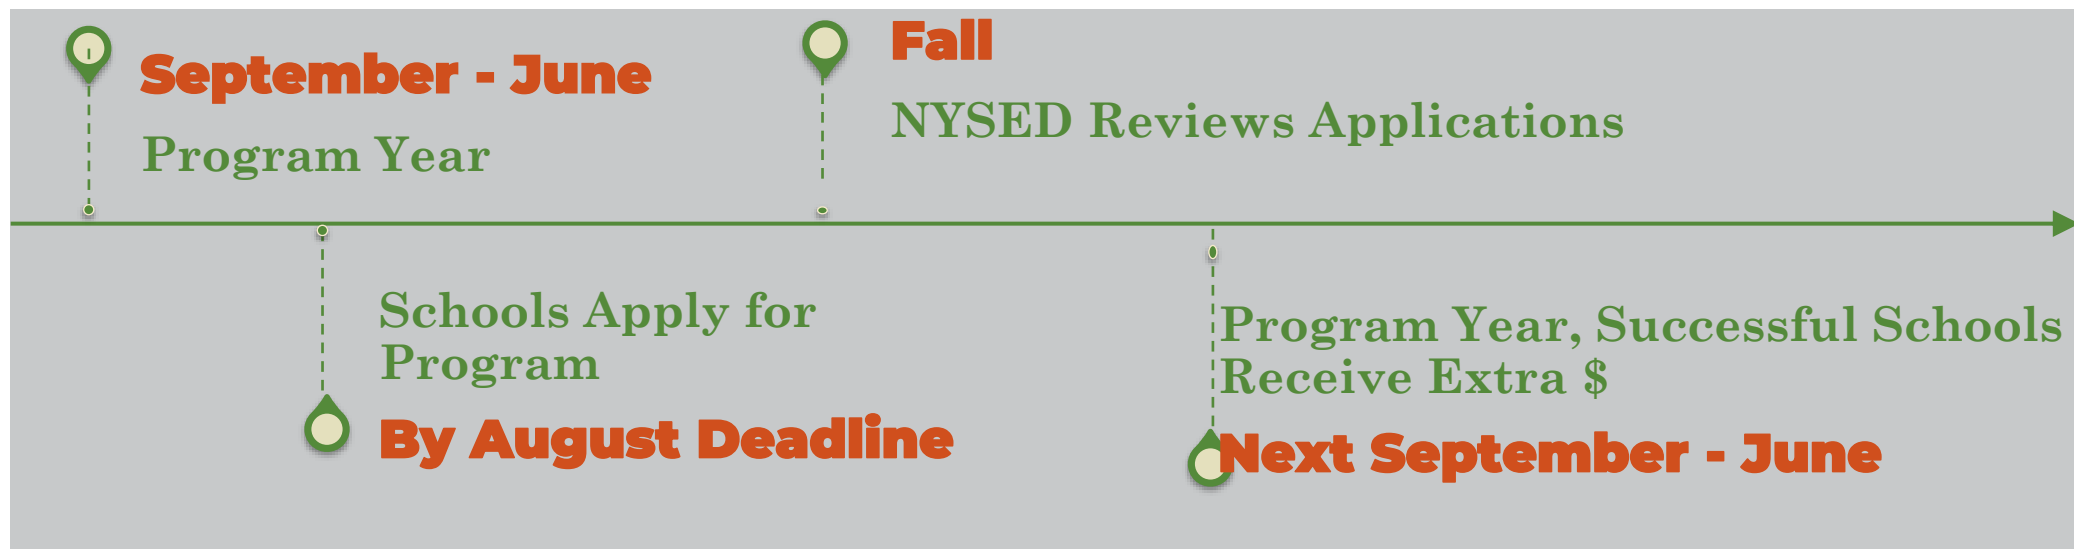 September - June
Program Year
Schools Apply for
Program
By August Deadline
Fall
NYSED Reviews Applications
Program Year, Successful Schools
Receive Extra $
Next September - June